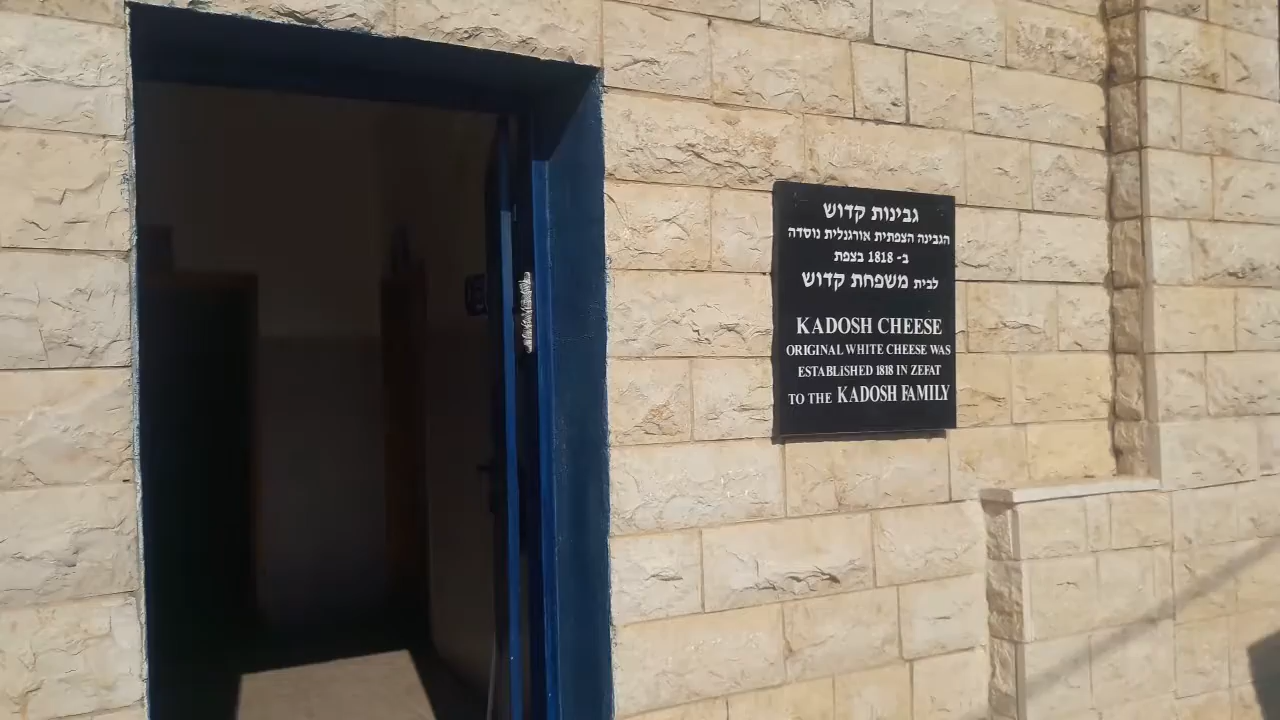 גבינות קדוש
הגבינה הצפתית אורגנלית נוסדה
ב- 1818 בצפת
לבית משפחת קדוש
KADOSH CHEESE
ORIGINAL WHITE CHEESE WAS
ESTABLISHED 1818 IN ZEFAT
TO THE KADOSH FAMILY